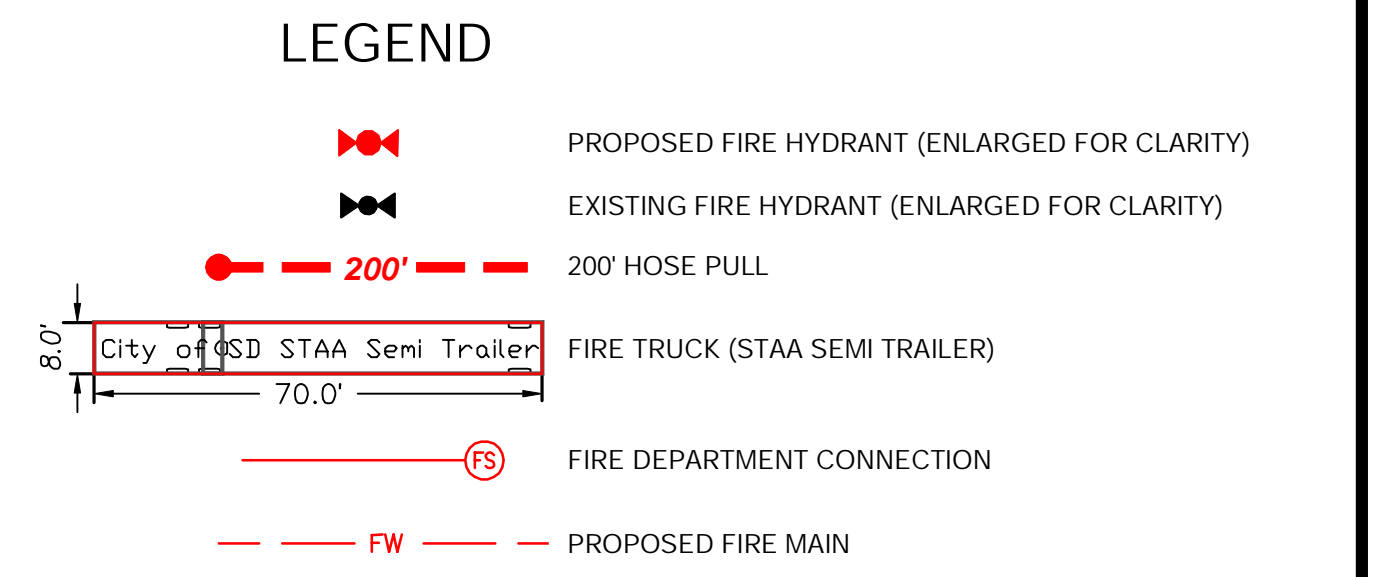 LEGEND
PROPOSED FIRE HYDRANT (ENLARGED FOR CLARITY)
EXISTING FIRE HYDRANT (ENLARGED FOR CLARITY)
200' 200' HOSE PULL
8.0' City of SD STAA Semi Trailer FIRE TRUCK (STAA SEMI TRAILER)
70.0'
FS FIRE DEPARTMENT CONNECTION
FW PROPOSED FIRE MAIN